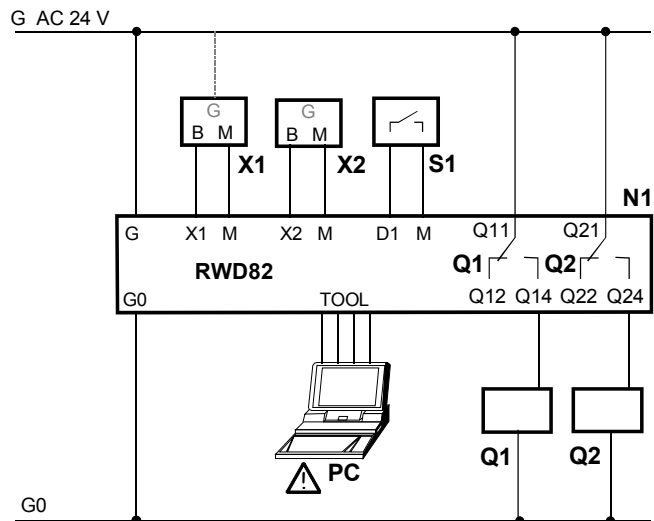 G AC 24 V
G G
B M B M
X1 X2 S1
N1
G X1 M X2 M D1 M Q11 Q21
RWD82 Q1 Q2
G0 TOOL Q12 Q14 Q22 Q24
PC Q1 Q2
G0